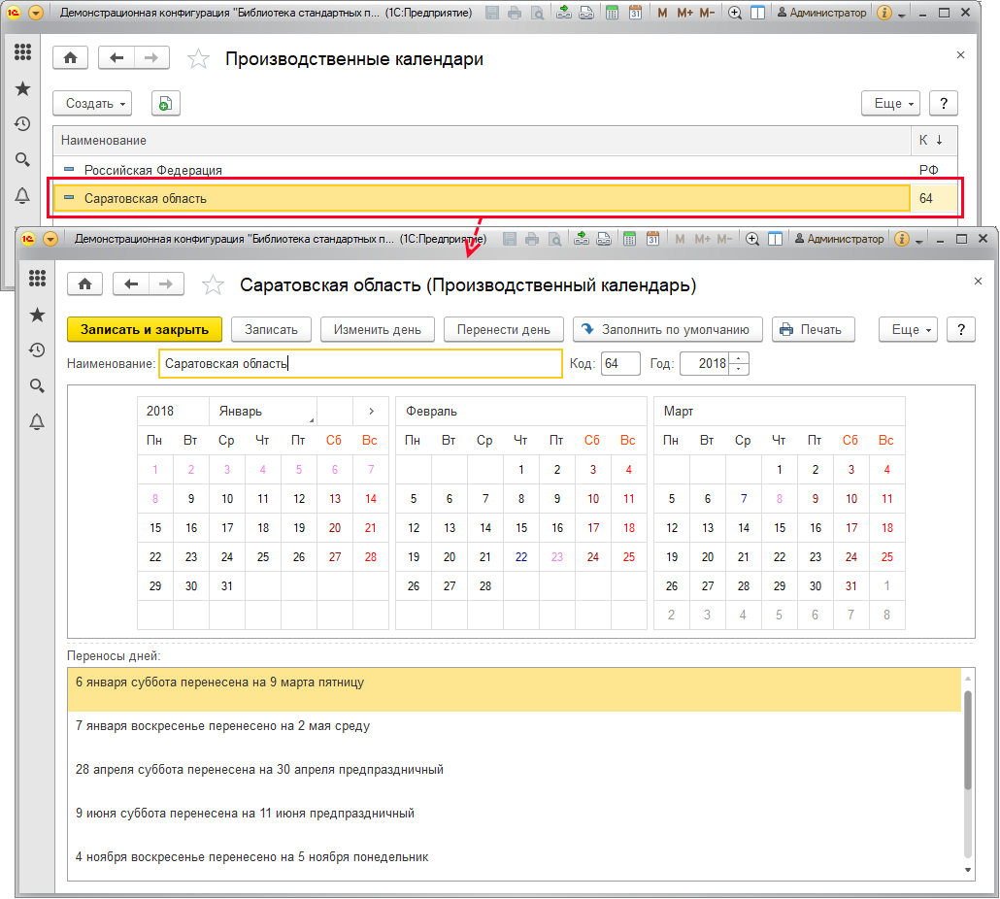 Демонстрационная конфигурация "Библиотека стандартных п... (1С:Предприятие) M M+ M- 31 Администратор
Производственные календари
Создать Еще ?
Наименование К ↓
Российская Федерация РФ
Саратовская область 64
Демонстрационная конфигурация "Библиотека стандартных п... (1С:Предприятие) 31 M M+ M- Администратор
Саратовская область (Производственный календарь)
Записать и закрыть Записать Изменить день Перенести день Заполнить по умолчанию Печать Еще ?
Наименование: Саратовская область Код: 64 Год: 2018
2018 Январь > Февраль Март
Пн Вт Ср Чт Пт Сб Вс Пн Вт Ср Чт Пт Сб Вс Пн Вт Ср Чт Пт Сб Вс
1 2 3 4 5 6 7 1 2 3 4 1 2 3 4
8 9 10 11 12 13 14 5 6 7 8 9 10 11 5 6 7 8 9 10 11
15 16 17 18 19 20 21 12 13 14 15 16 17 18 12 13 14 15 16 17 18
22 23 24 25 26 27 28 19 20 21 22 23 24 25 19 20 21 22 23 24 25
29 30 31 26 27 28 26 27 28 29 30 31 1
2 3 4 5 6 7 8
Переносы дней:
6 января суббота перенесена на 9 марта пятницу
7 января воскресенье перенесено на 2 мая среду
28 апреля суббота перенесена на 30 апреля предпраздничный
9 июня суббота перенесена на 11 июня предпраздничный
4 ноября воскресенье перенесено на 5 ноября понедельник